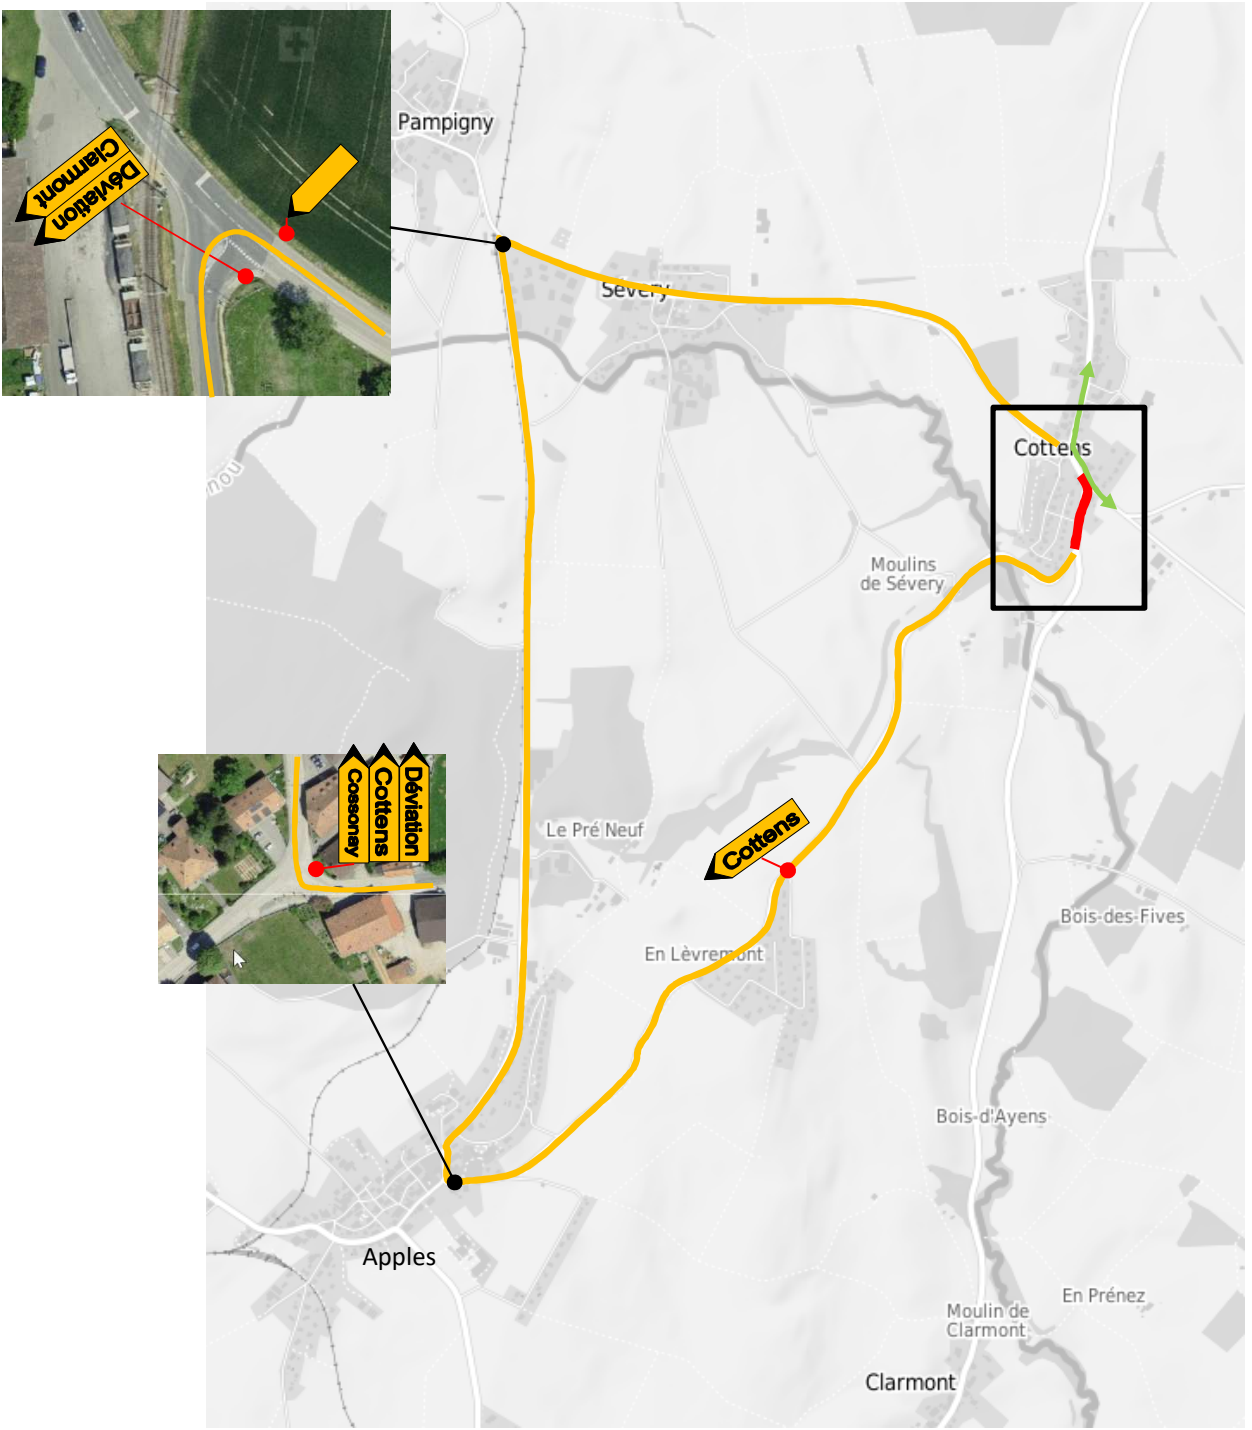 Pampigny
Clarmont
Déviation
Sévery
Cottens
nou
Moulins
de Sévery
Déviation
Cottens
Cossonay
Le Pré Neuf
Cottens
Bois-des-Fives
En Lèvremont
Bois-d'Ayens
Apples
En Prénez
Moulin de
Clarmont
Clarmont